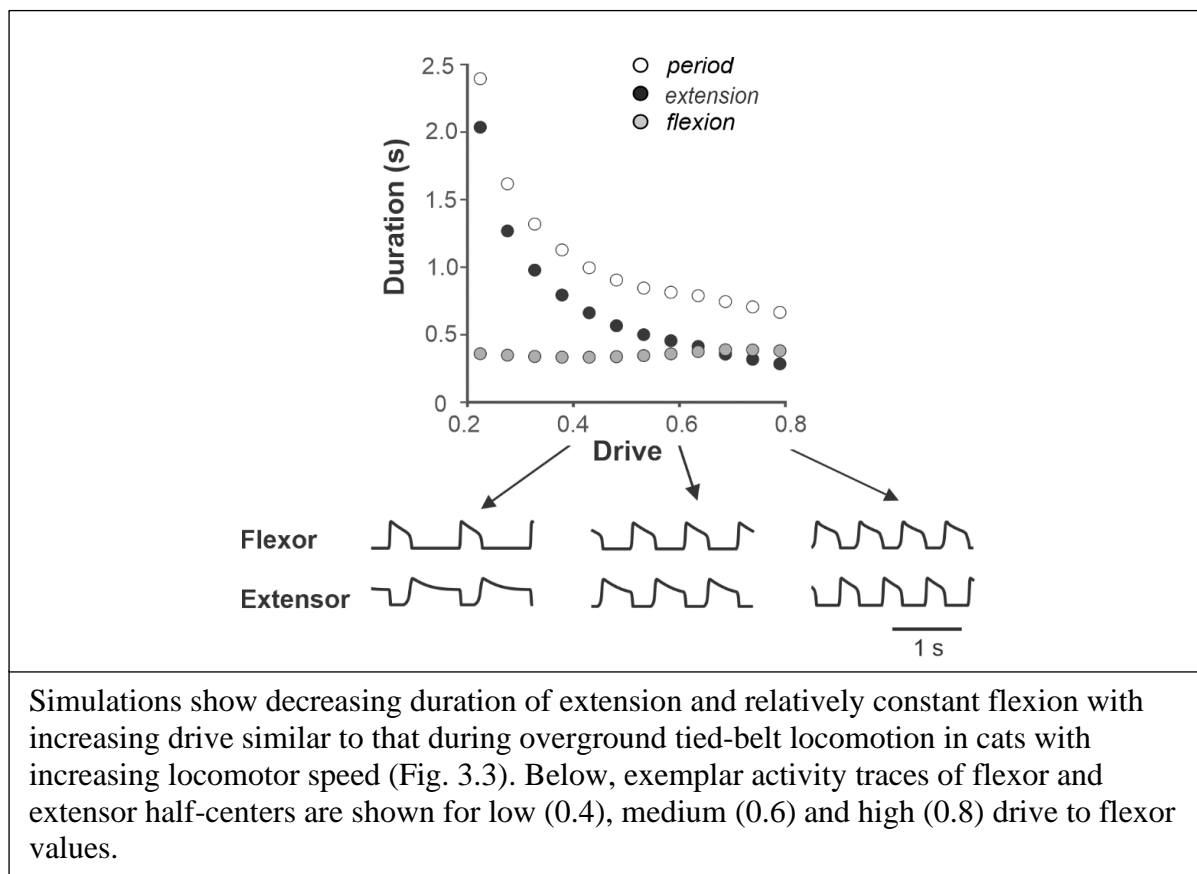 2.5
period
extension
flexion
2.0
1.5
1.0
0.5
0
Duration (s)
0.2
0.4
0.6
0.8
Drive
Flexor
Extensor
1 s
Simulations show decreasing duration of extension and relatively constant flexion with
increasing drive similar to that during overground tied-belt locomotion in cats with
increasing locomotor speed (Fig. 3.3). Below, exemplar activity traces of flexor and
extensor half-centers are shown for low (0.4), medium (0.6) and high (0.8) drive to flexor
values.